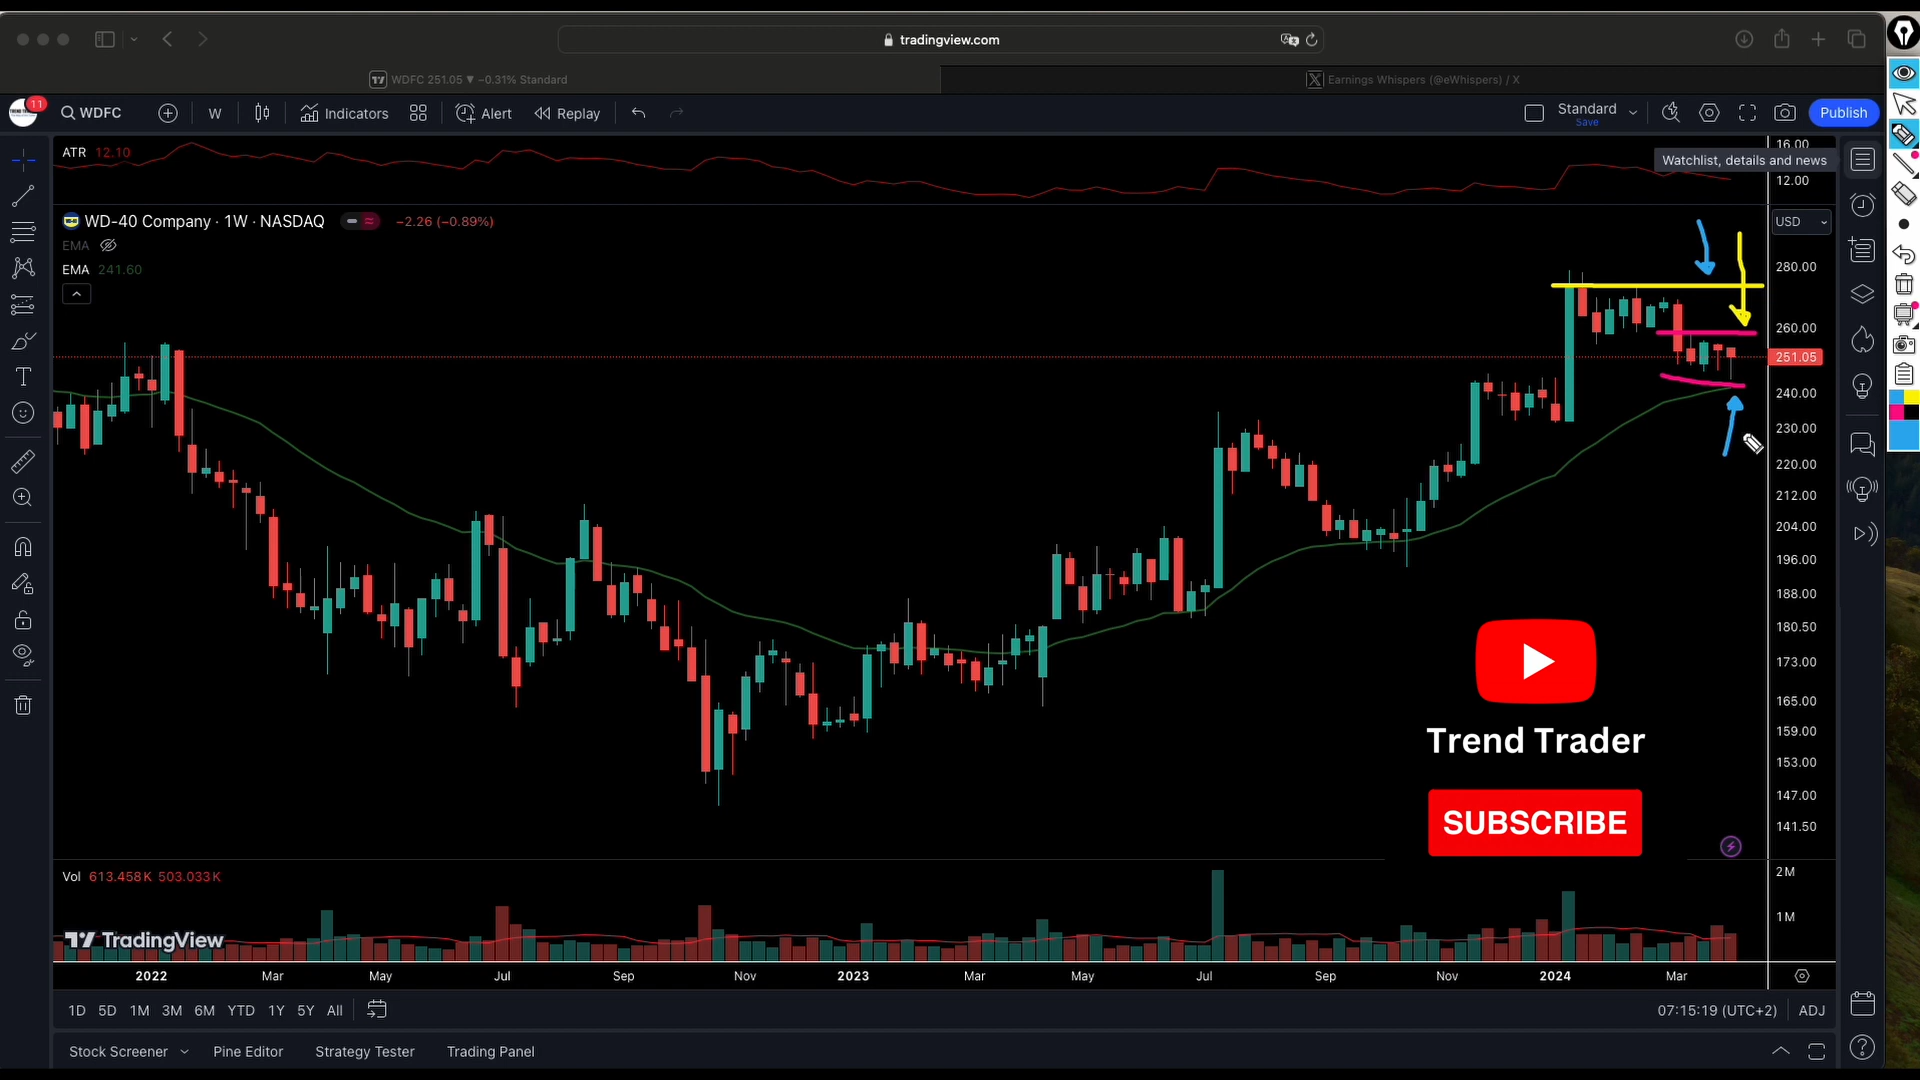 tradingview.com
WDFC 251.05 ▼ −0.31% Standard
Earnings Whispers (@eWhispers) / X
11
WDFC
W
Indicators
Alert
Replay
Standard
Save
Publish
ATR 12.10
16.00
Watchlist, details and news
12.00
WD-40 Company · 1W · NASDAQ
−2.26 (−0.89%)
USD
EMA
EMA 241.60
280.00
260.00
251.05
240.00
230.00
220.00
212.00
204.00
196.00
188.00
180.50
173.00
165.00
159.00
153.00
147.00
141.50
Trend Trader
SUBSCRIBE
Vol 613.458K 503.033K
2M
1M
TradingView
2022 Mar May Jul Sep Nov 2023 Mar May Jul Sep Nov 2024 Mar
1D 5D 1M 3M 6M YTD 1Y 5Y All
07:15:19 (UTC+2) ADJ
Stock Screener Pine Editor Strategy Tester Trading Panel